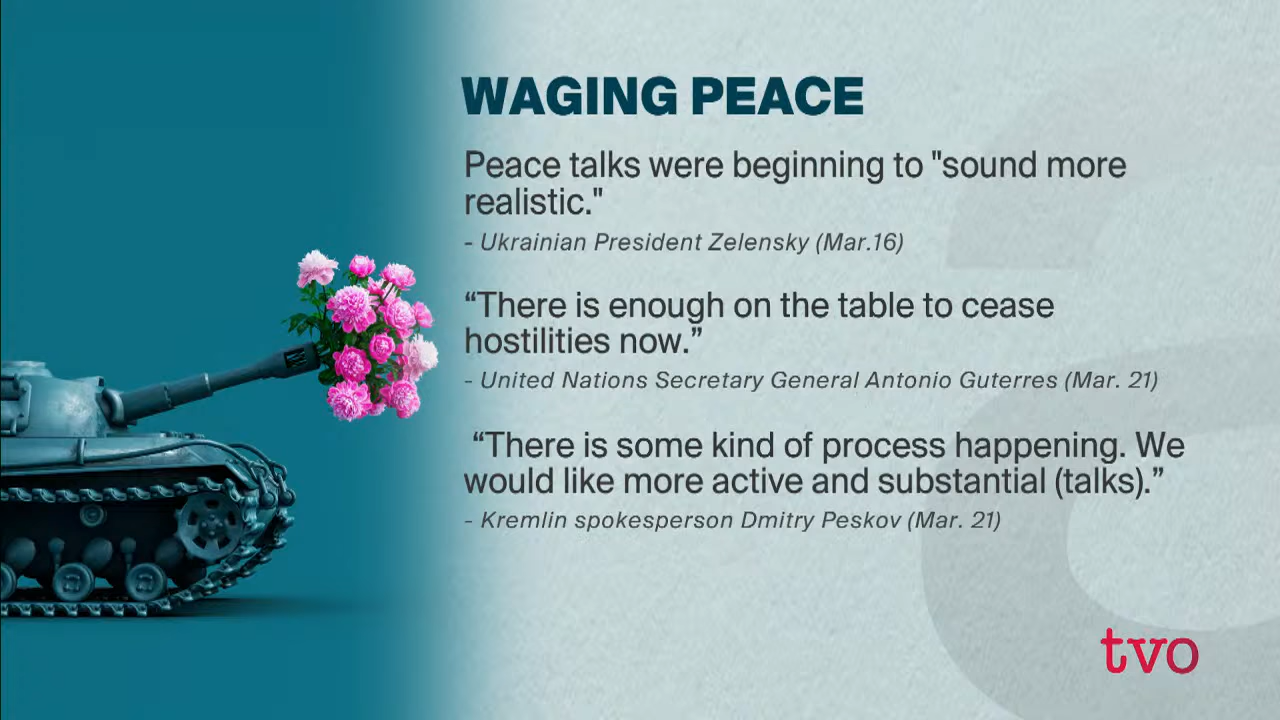 WAGING PEACE
Peace talks were beginning to "sound more
realistic."
- Ukrainian President Zelensky (Mar.16)
“There is enough on the table to cease
hostilities now.”
- United Nations Secretary General Antonio Guterres (Mar. 21)
“There is some kind of process happening. We
would like more active and substantial (talks).”
- Kremlin spokesperson Dmitry Peskov (Mar. 21)
tvo